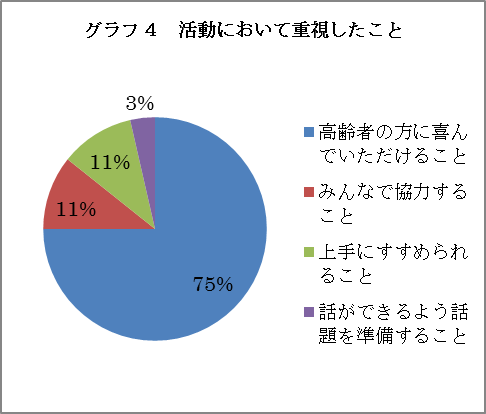 グラフ４　活動において重視したこと
3%
11%
11%
75%
高齢者の方に喜ん
でいただけること
みんなで協力する
こと
上手にすすめられ
ること
話ができるよう話
題を準備すること